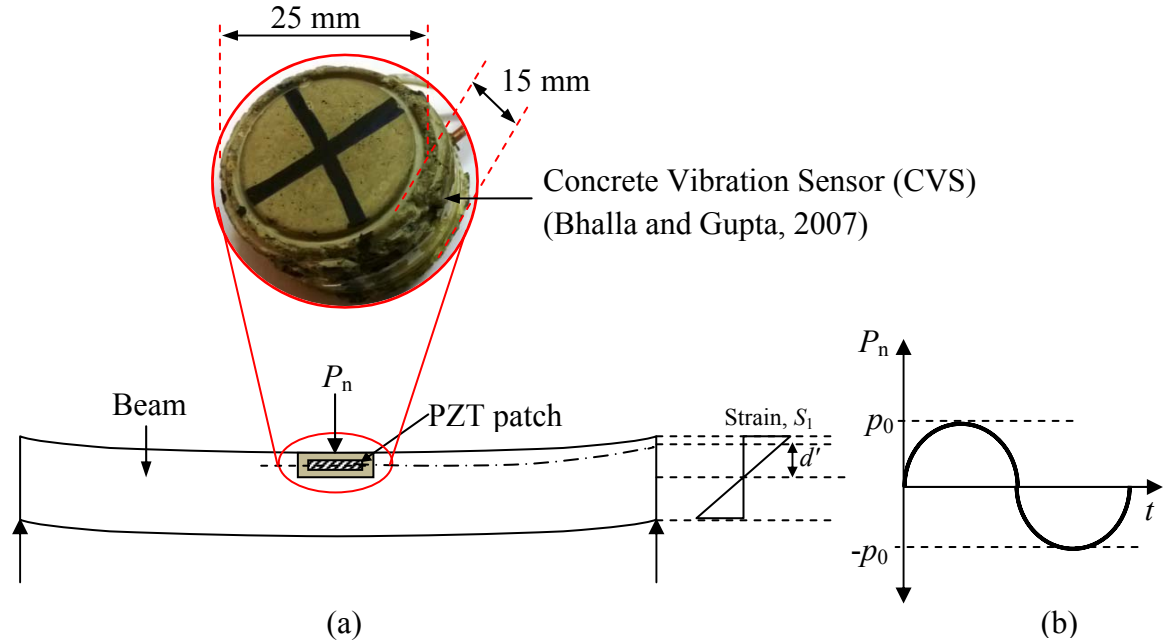 25 mm
15 mm
Concrete Vibration Sensor (CVS)
(Bhalla and Gupta, 2007)
Pn
Beam
PZT patch
Strain, S1
d'
Pn
p0
t
-p0
(a)
(b)